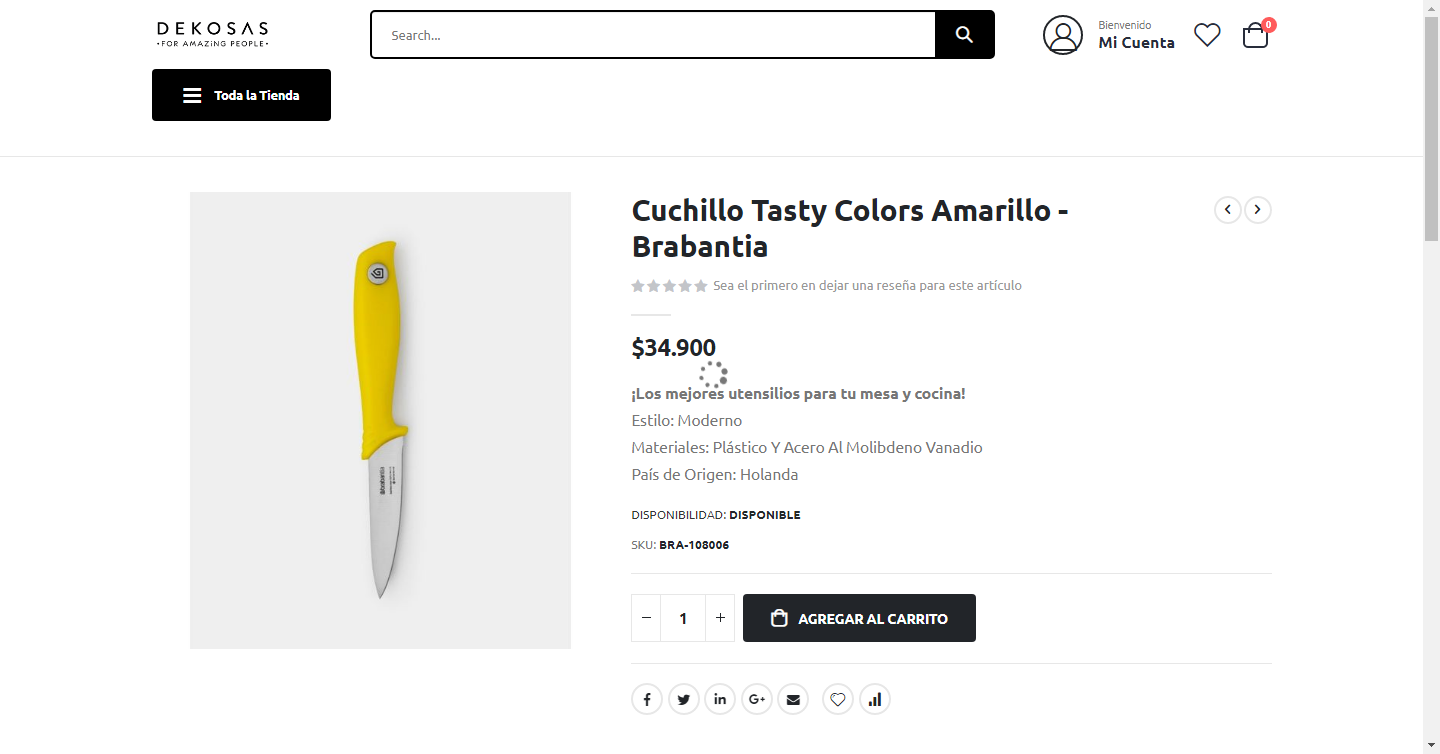 DEKOSAS
•FOR AMAZiNG PEOPLE•
Search...
Bienvenido
Mi Cuenta
0
Toda la Tienda
Cuchillo Tasty Colors Amarillo -
Brabantia
Sea el primero en dejar una reseña para este artículo
$34.900
¡Los mejores utensilios para tu mesa y cocina!
Estilo: Moderno
Materiales: Plástico Y Acero Al Molibdeno Vanadio
País de Origen: Holanda
DISPONIBILIDAD: DISPONIBLE
SKU: BRA-108006
− 1 +
AGREGAR AL CARRITO
brabantia